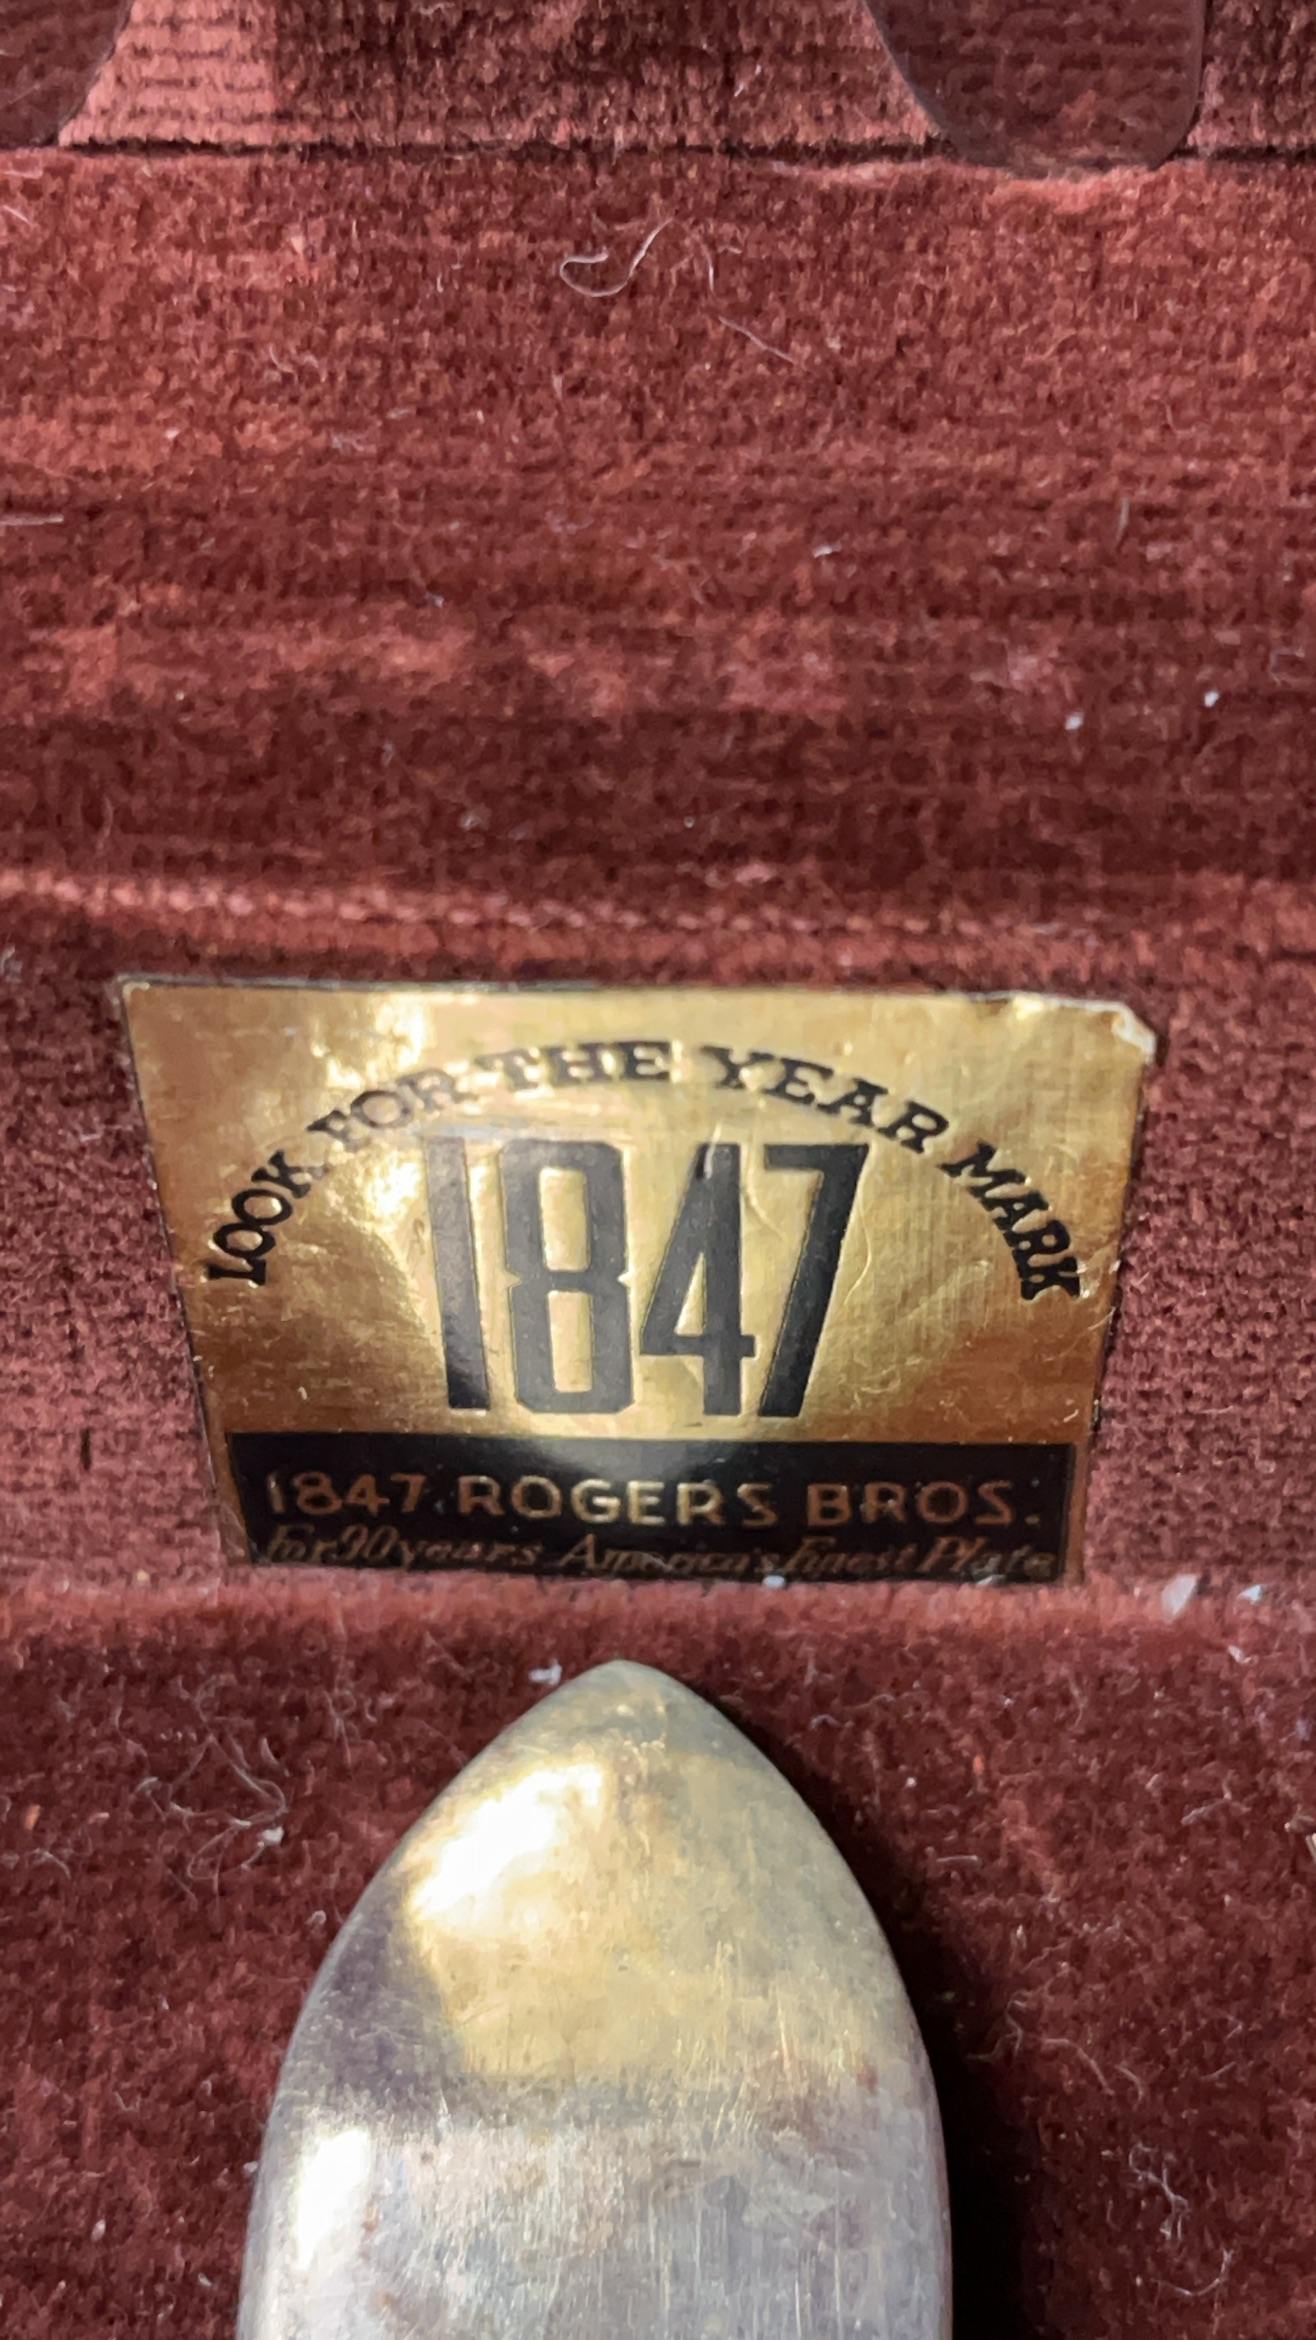 LOOK FOR THE YEAR MARK
1847
1847 ROGERS BROS.
For 90 years America's Finest Plate